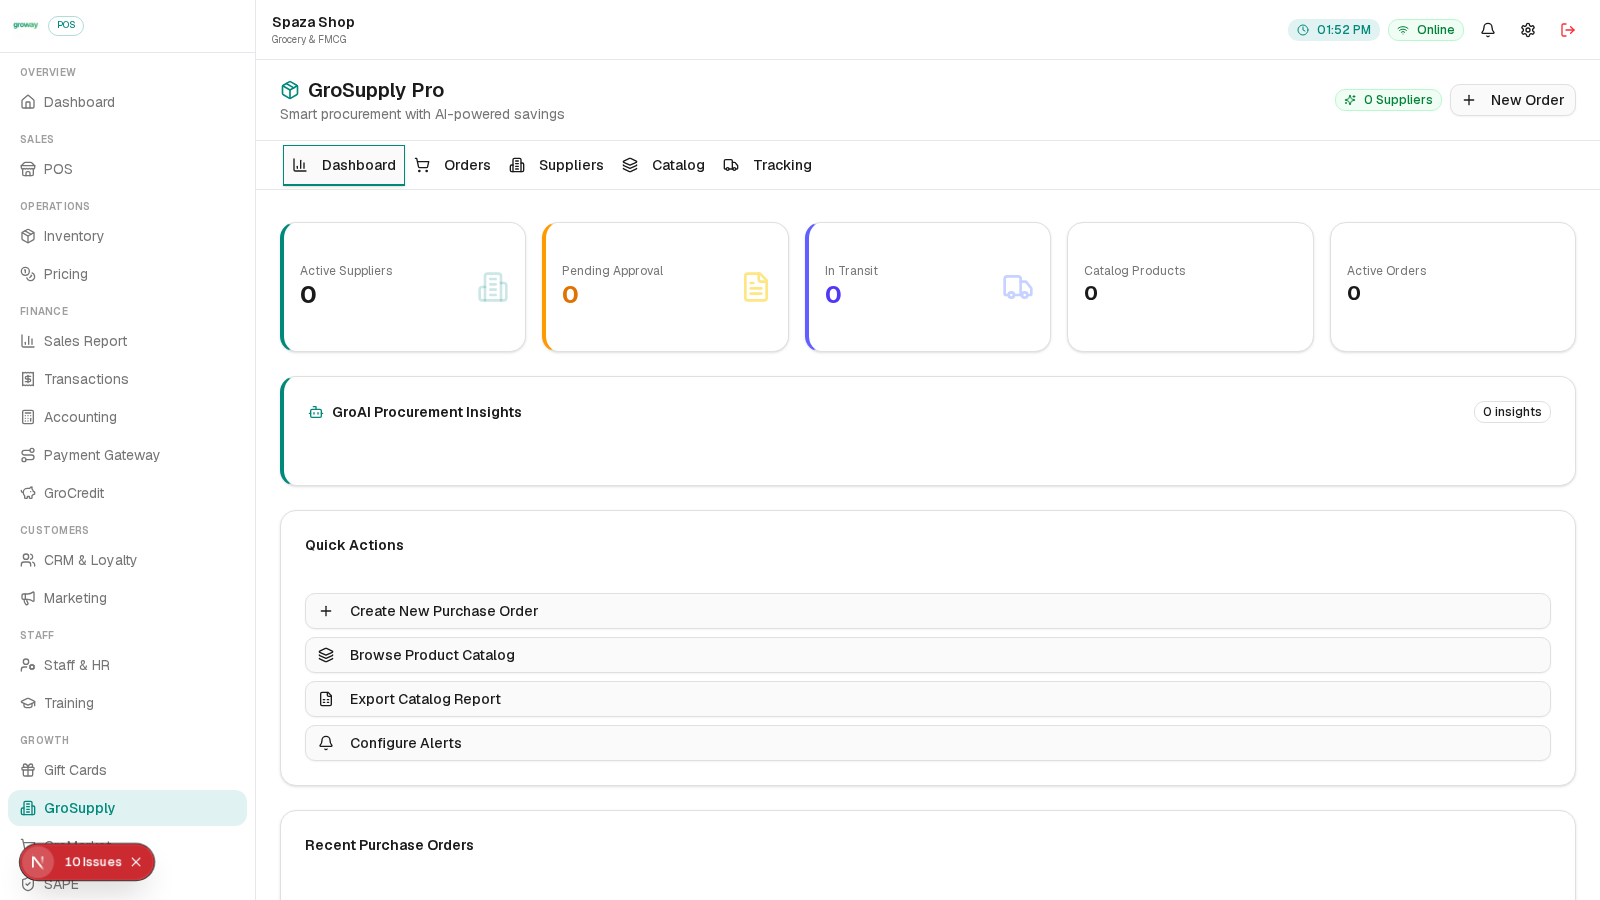 groway
POS
OVERVIEW
Dashboard
SALES
POS
OPERATIONS
Inventory
Pricing
FINANCE
Sales Report
Transactions
Accounting
Payment Gateway
GroCredit
CUSTOMERS
CRM & Loyalty
Marketing
STAFF
Staff & HR
Training
GROWTH
Gift Cards
GroSupply
10 Issues
SAPE
Spaza Shop
Grocery & FMCG
01:52 PM
Online
GroSupply Pro
Smart procurement with AI-powered savings
0 Suppliers
New Order
Dashboard
Orders
Suppliers
Catalog
Tracking
Active Suppliers
0
Pending Approval
0
In Transit
0
Catalog Products
0
Active Orders
0
GroAI Procurement Insights
0 insights
Quick Actions
Create New Purchase Order
Browse Product Catalog
Export Catalog Report
Configure Alerts
Recent Purchase Orders